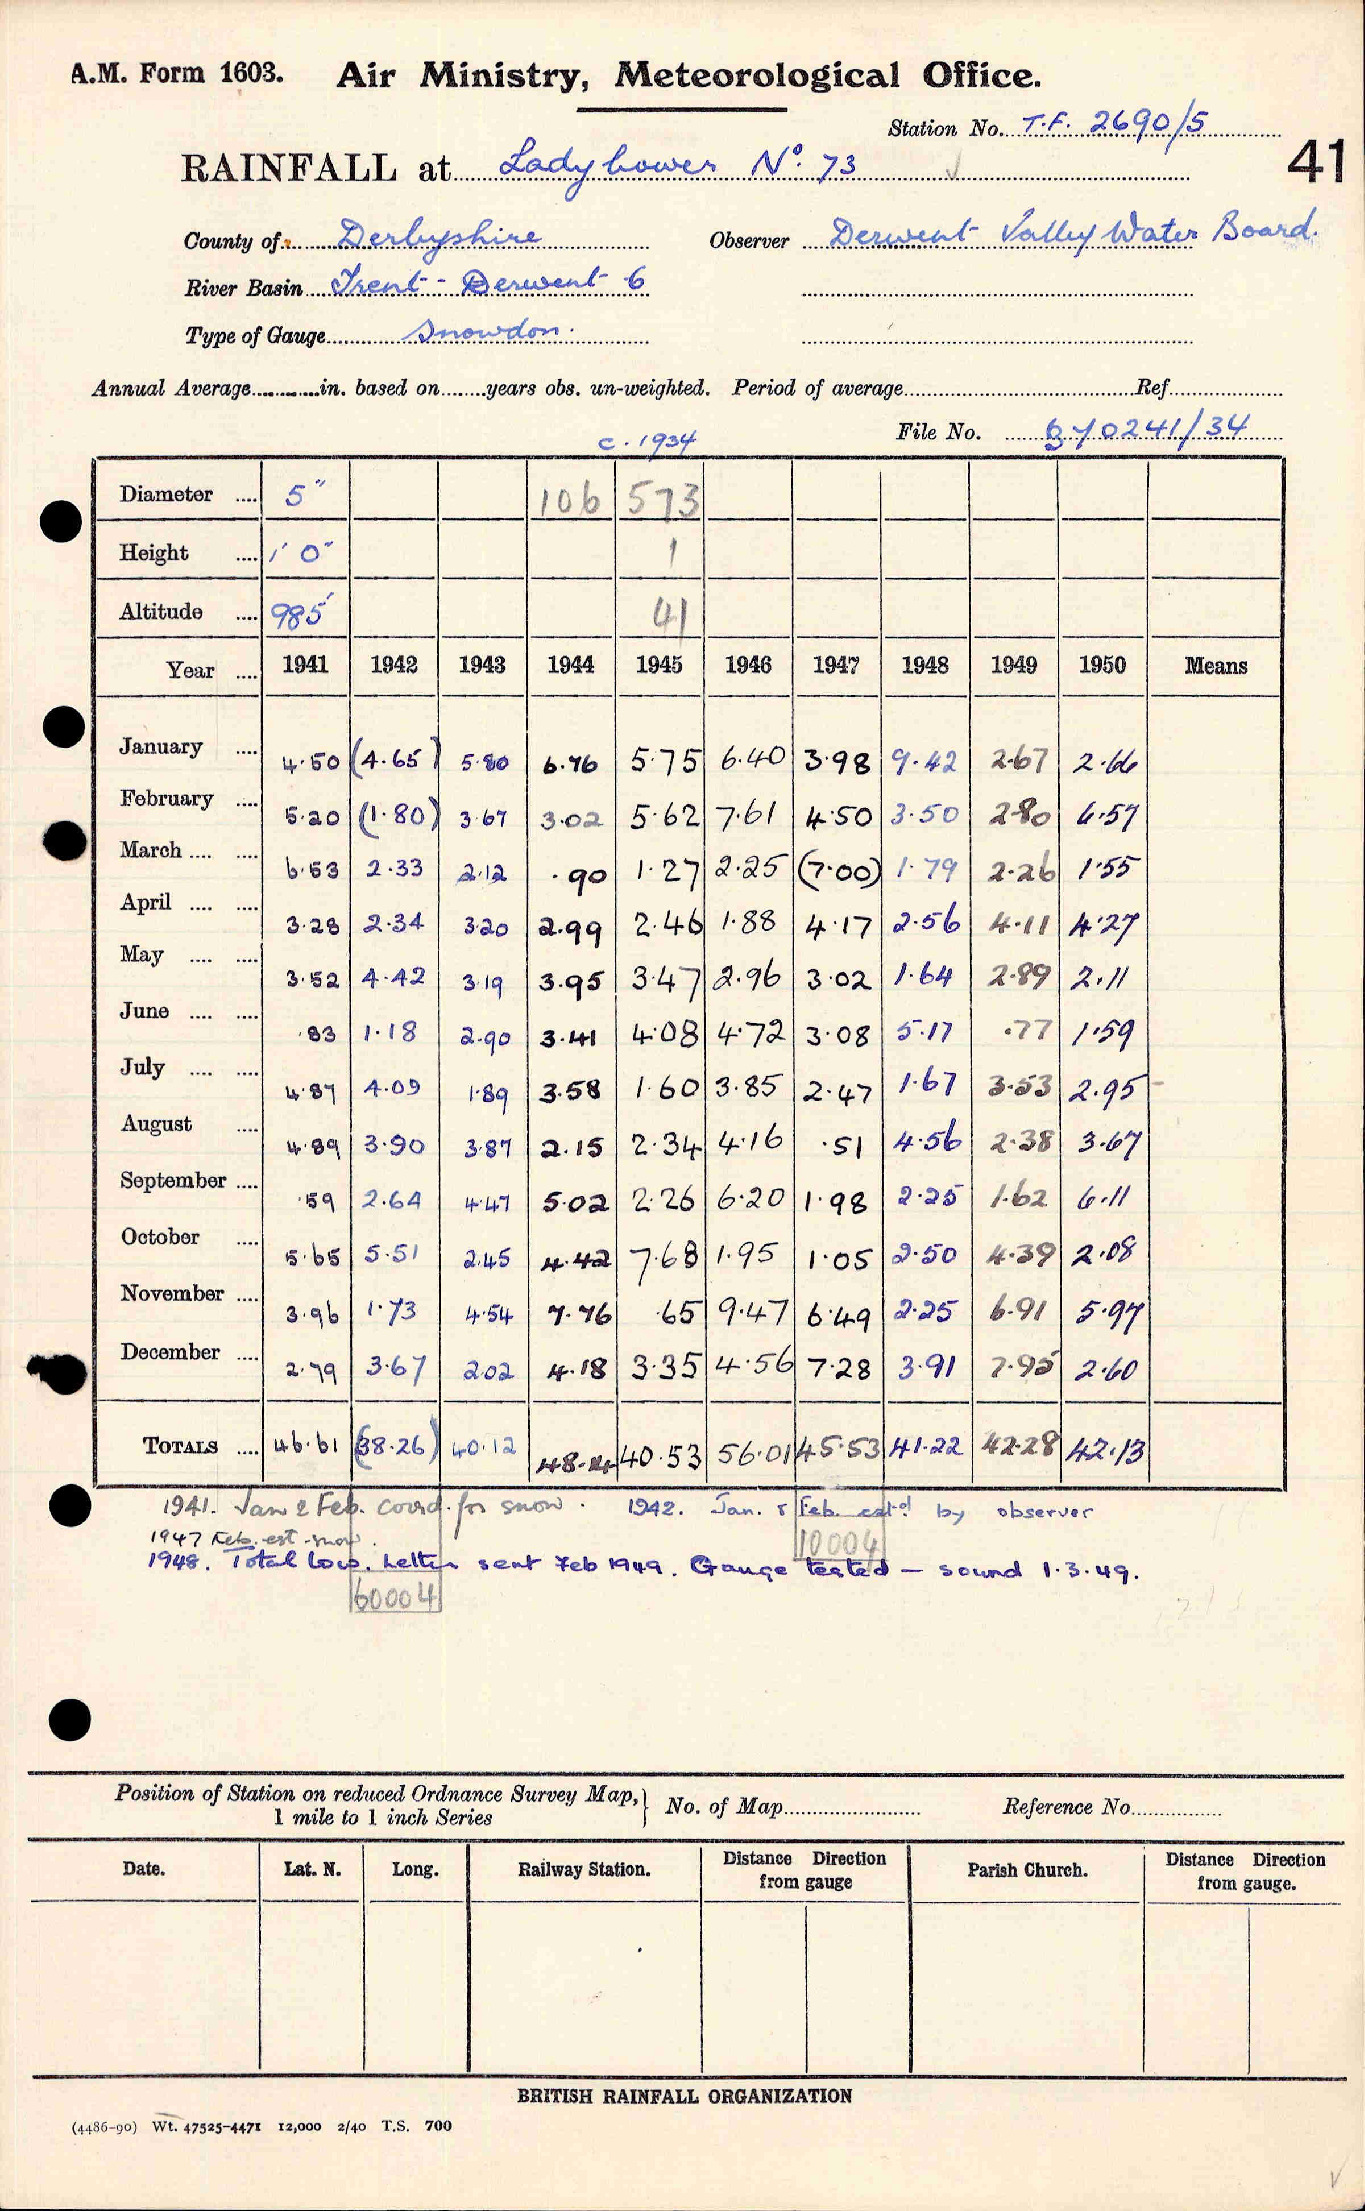 A.M. Form 1603. Air Ministry, Meteorological Office.
Station No. T.F. 2690/5
RAINFALL at Ladybower No. 73
41
County of Derbyshire Observer Derwent Valley Water Board.
River Basin Trent - Derwent 6
Type of Gauge Snowdon.
Annual Average in. based on years obs. un-weighted. Period of average Ref
File No. BY0241/34
c. 1934
Diameter 5" 106 573
Height 1' 0" 1
Altitude 985' 41
Year 1941 1942 1943 1944 1945 1946 1947 1948 1949 1950 Means
January 4.50 (4.65) 5.80 6.76 5.75 6.40 3.98 9.42 2.67 2.66
February 5.20 (1.80) 3.67 3.02 5.62 7.61 4.50 3.50 2.80 6.57
March 6.53 2.33 2.12 .90 1.27 2.25 (7.00) 1.79 2.26 1.55
April 3.28 2.34 3.20 2.99 2.46 1.88 4.17 2.56 4.11 4.27
May 3.52 4.42 3.19 3.95 3.47 2.96 3.02 1.64 2.89 2.11
June .83 1.18 2.90 3.41 4.08 4.72 3.08 5.17 .77 1.59
July 4.87 4.09 1.89 3.58 1.60 3.85 2.47 1.67 3.53 2.95
August 4.89 3.90 3.87 2.15 2.34 4.16 .51 4.56 2.38 3.67
September .59 2.64 4.47 5.02 2.26 6.20 1.98 2.25 1.62 6.11
October 5.65 5.51 2.45 4.42 7.68 1.95 1.05 2.50 4.39 2.08
November 3.96 1.73 4.54 7.76 .65 9.47 6.49 2.25 6.91 5.97
December 2.79 3.67 2.02 4.18 3.35 4.56 7.28 3.91 7.95 2.60
TOTALS 46.61 (38.26) 40.12 48.14 40.53 56.01 45.53 41.22 42.28 42.13
1941. Jan & Feb. coord. for snow. 1942. Jan. & Feb. estd. by observer
1947 Feb. est. snow. 10004
1948. Total low. Letter sent Feb 1949. Gauge tested — sound 1.3.49.
60004
Position of Station on reduced Ordnance Survey Map,
1 mile to 1 inch Series
No. of Map Reference No.
Date. Lat. N. Long. Railway Station. Distance from gauge Direction Parish Church. Distance Direction from gauge.
BRITISH RAINFALL ORGANIZATION
(4486-90) Wt. 47525-4471 12,000 2/40 T.S. 700